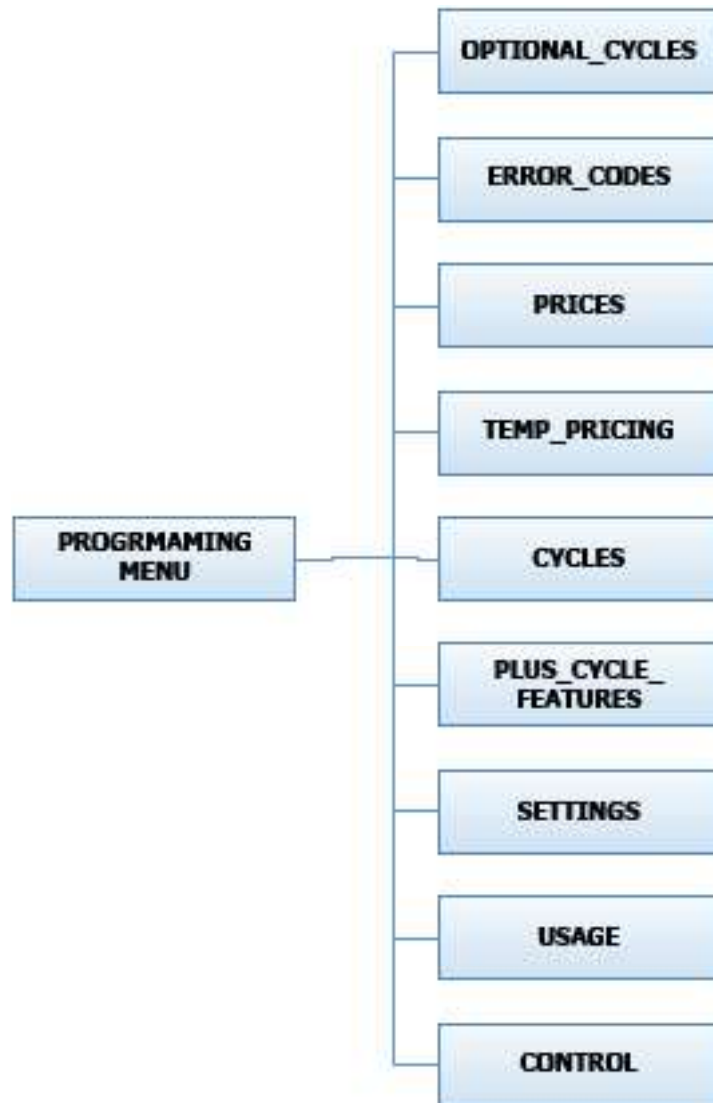 OPTIONAL_CYCLES
ERROR_CODES
PRICES
TEMP_PRICING
PROGRMAMING
MENU
CYCLES
PLUS_CYCLE_
FEATURES
SETTINGS
USAGE
CONTROL